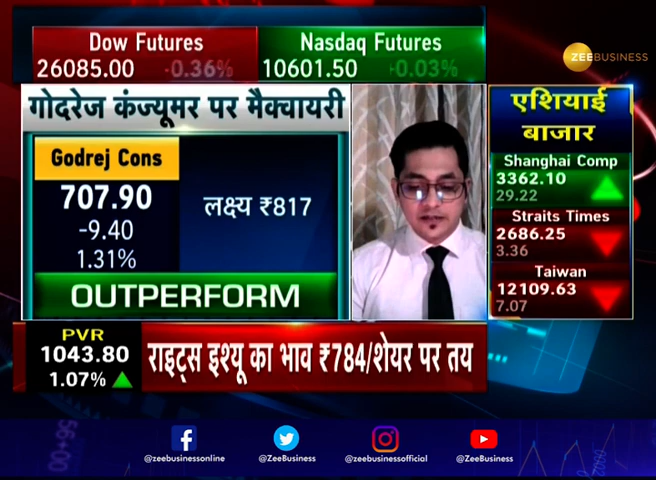 Dow Futures
26085.00 -0.36%
Nasdaq Futures
10601.50 +0.03%
ZEEBUSINESS
गोदरेज कंज्यूमर पर मैक्वायरी
Godrej Cons
707.90
-9.40
1.31%
लक्ष्य ₹817
OUTPERFORM
एशियाई
बाजार
Shanghai Comp
3362.10
29.22
Straits Times
2686.25
3.36
Taiwan
12109.63
7.07
PVR
1043.80
1.07%
राइट्स इश्यू का भाव ₹784/शेयर पर तय
@zeebusinessonline
@ZeeBusiness
@zeebusinessofficial
@ZeeBusiness